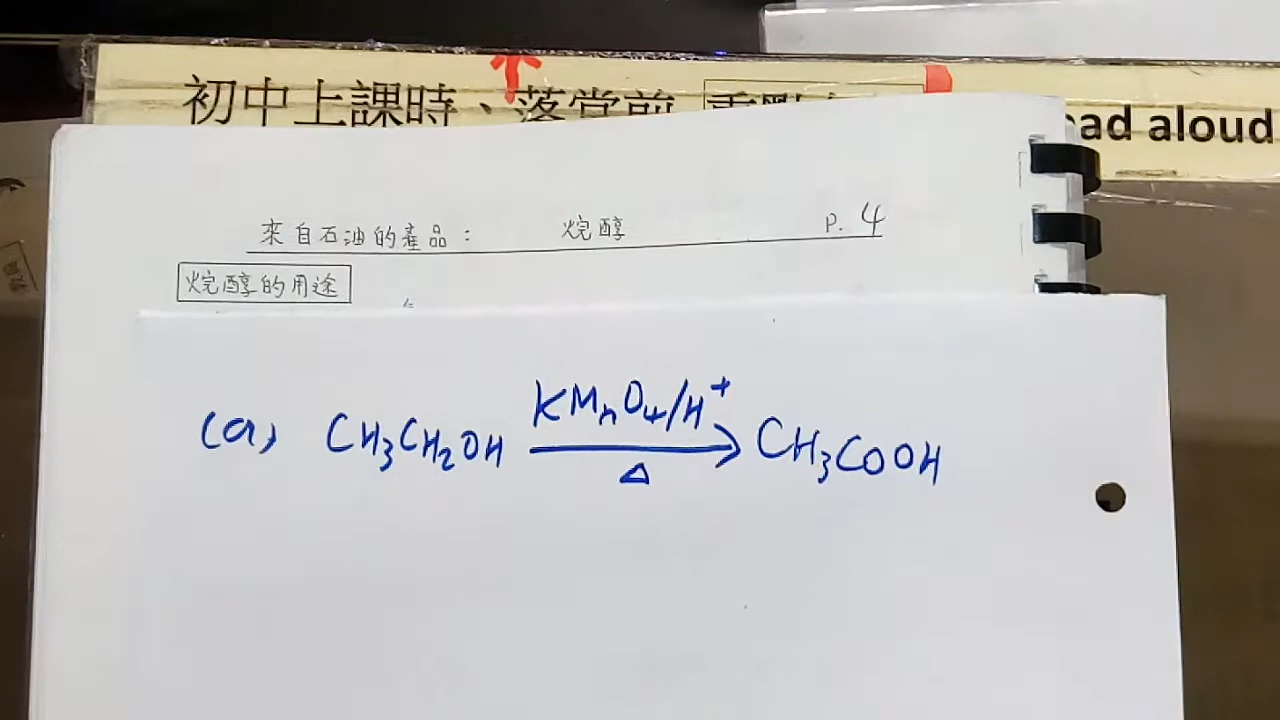 初中上課時、落堂前
ead aloud
來自石油的產品： 烷醇 P. 4
烷醇的用途
(a) CH₃CH₂OH KMnO₄/H⁺ → Δ CH₃COOH